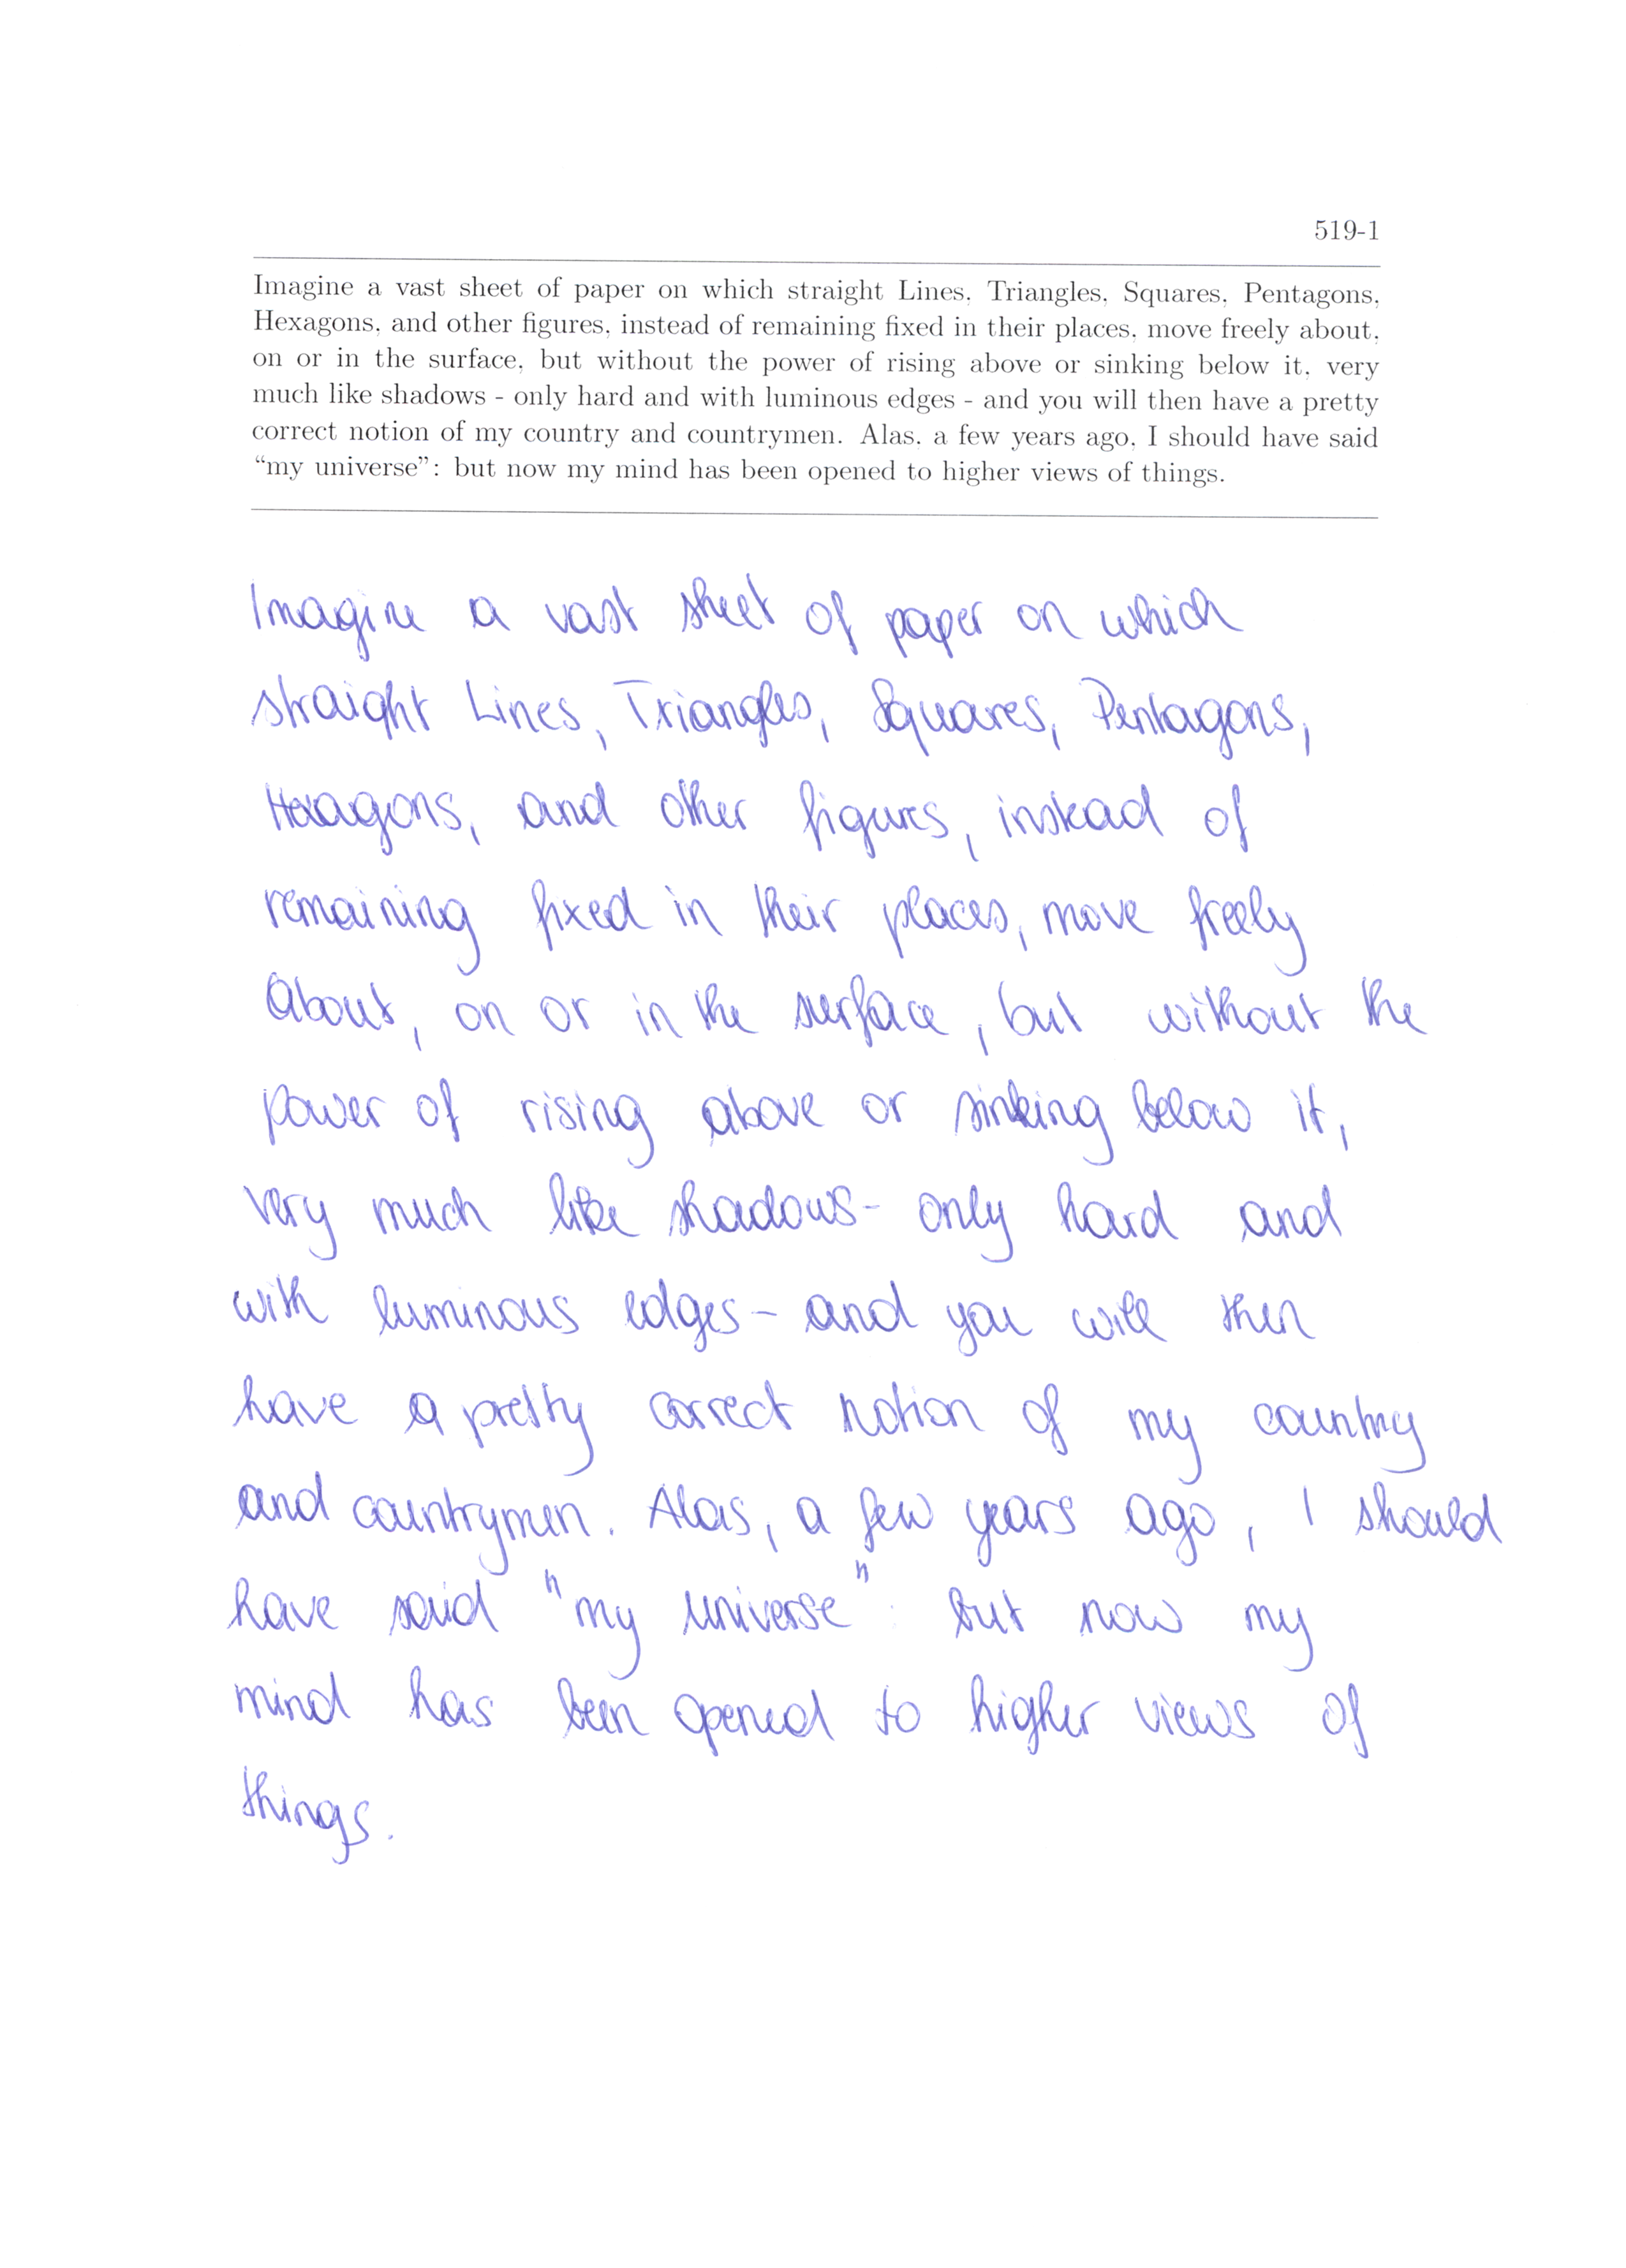 519-1
Imagine a vast sheet of paper on which straight Lines, Triangles, Squares, Pentagons,
Hexagons, and other figures, instead of remaining fixed in their places, move freely about,
on or in the surface, but without the power of rising above or sinking below it, very
much like shadows - only hard and with luminous edges - and you will then have a pretty
correct notion of my country and countrymen. Alas, a few years ago, I should have said
“my universe”: but now my mind has been opened to higher views of things.
Imagine a vast sheet of paper on which
straight Lines, Triangles, Squares, Pentagons,
Hexagons, and other figures, instead of
remaining fixed in their places, move freely
about, on or in the surface, but without the
power of rising above or sinking below it,
very much like shadows - only hard and
with luminous edges - and you will then
have a pretty correct notion of my country
and countrymen. Alas, a few years ago, I should
have said "my universe": but now my
mind has been opened to higher views of
things.